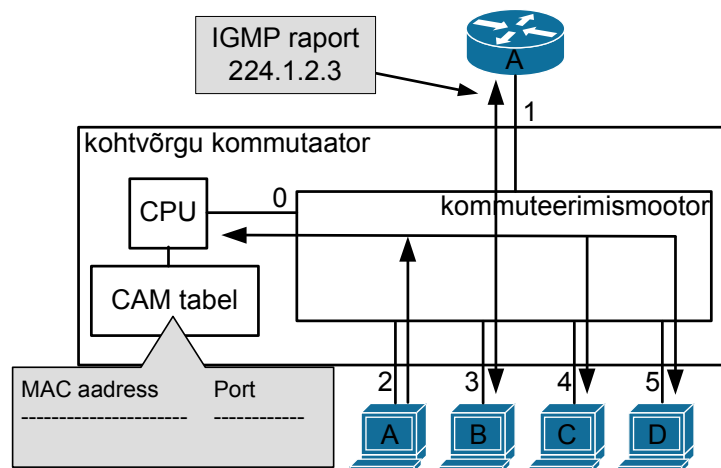 IGMP raport
224.1.2.3
A
1
kohtvõrgu kommutaator
CPU
0
kommuteerimismootor
CAM tabel
MAC aadress Port
---------------------- ------------
2 3 4 5
A B C D